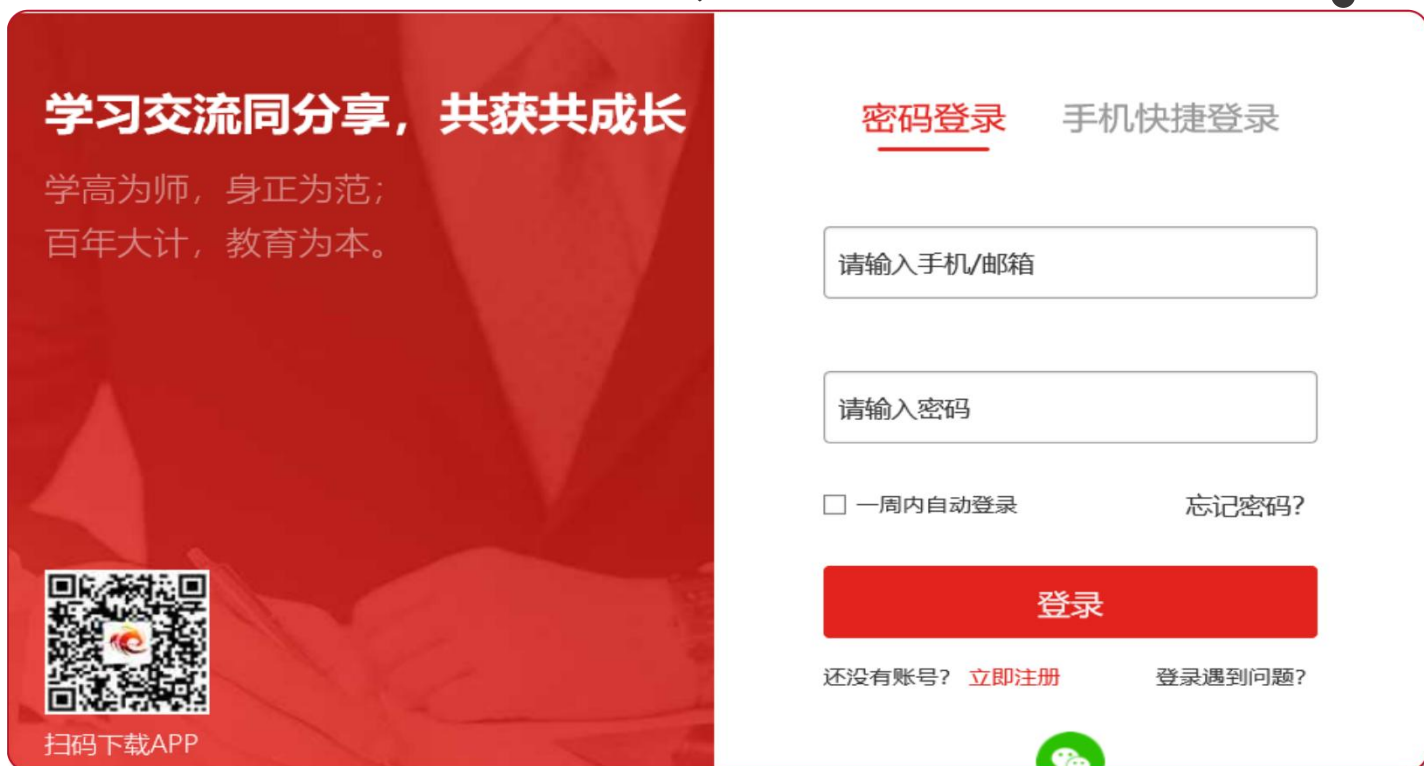 学习交流同分享，共获共成长
学高为师，身正为范；
百年大计，教育为本。
扫码下载APP
密码登录 手机快捷登录
请输入手机/邮箱
请输入密码
一周内自动登录 忘记密码?
登录
还没有账号? 立即注册 登录遇到问题?